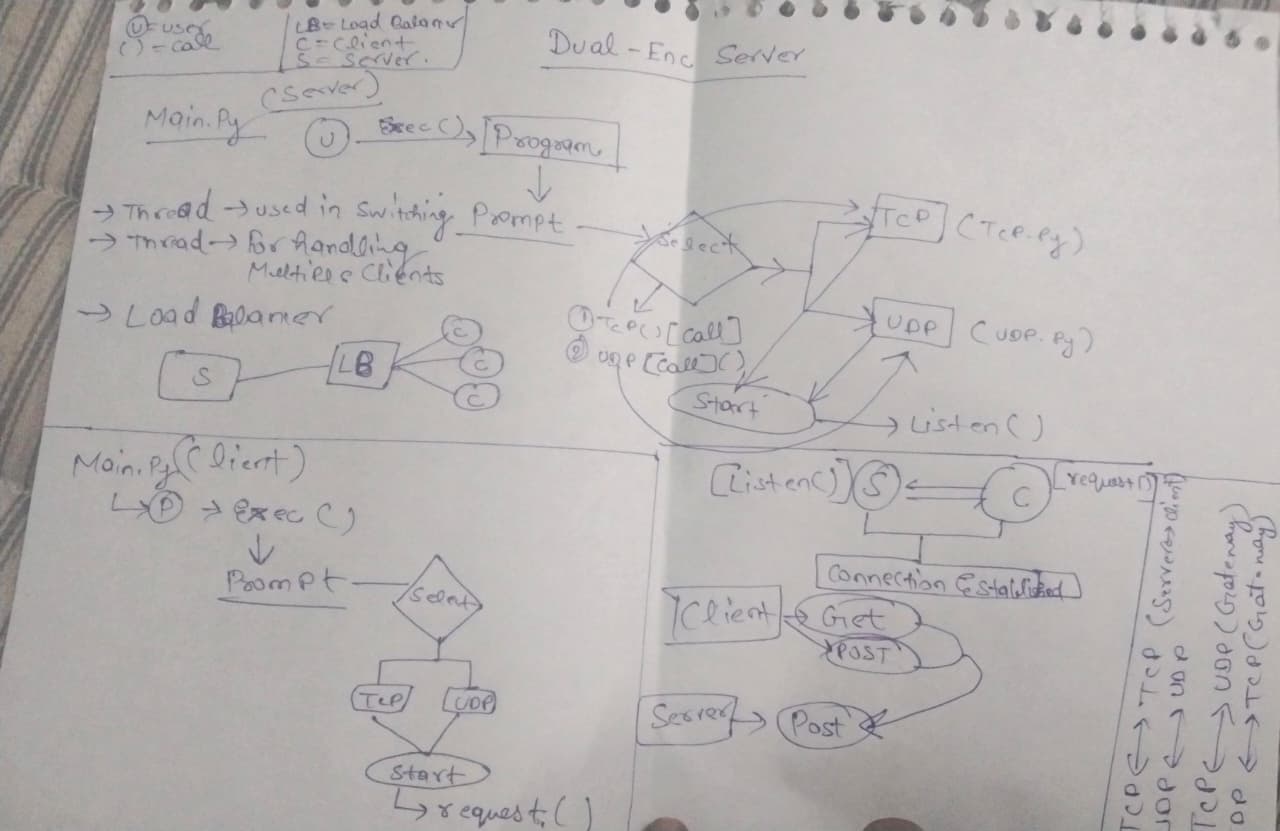 U = user
( ) = call
LB = Load Balancer
C = Client
S = Server.
Dual - Enc Server
Main.Py (Server)
U Exec() Program
→ Thread → used in Switching
→ Thread → for handling
Multiple Clients
→ Load Balancer
S LB C C C
Prompt
Select
TCP (TCP.Py)
UDP (UDP.Py)
① TCP() [Call]
② UDP [Call]()
Start → Listen()
Main.Py (Client)
P → Exec()
Prompt
Select
TCP UDP
Start
request()
[Listen()] S C [request()]
Connection Established
Client → Get
POST
Server → Post
TCP ↔ TCP (Server↔Client)
UDP ↔ UDP
TCP ↔ UDP (Gateway)
UDP ↔ TCP (Gateway)